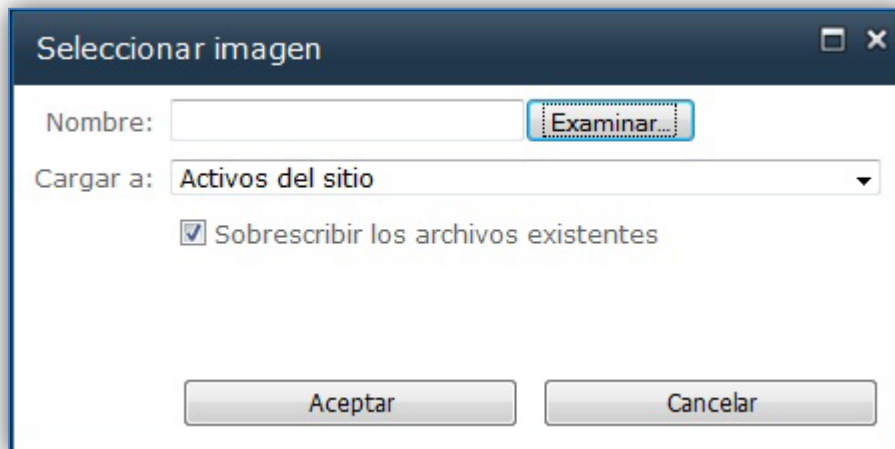 Seleccionar imagen
Nombre: Examinar...
Cargar a: Activos del sitio
Sobrescribir los archivos existentes
Aceptar Cancelar